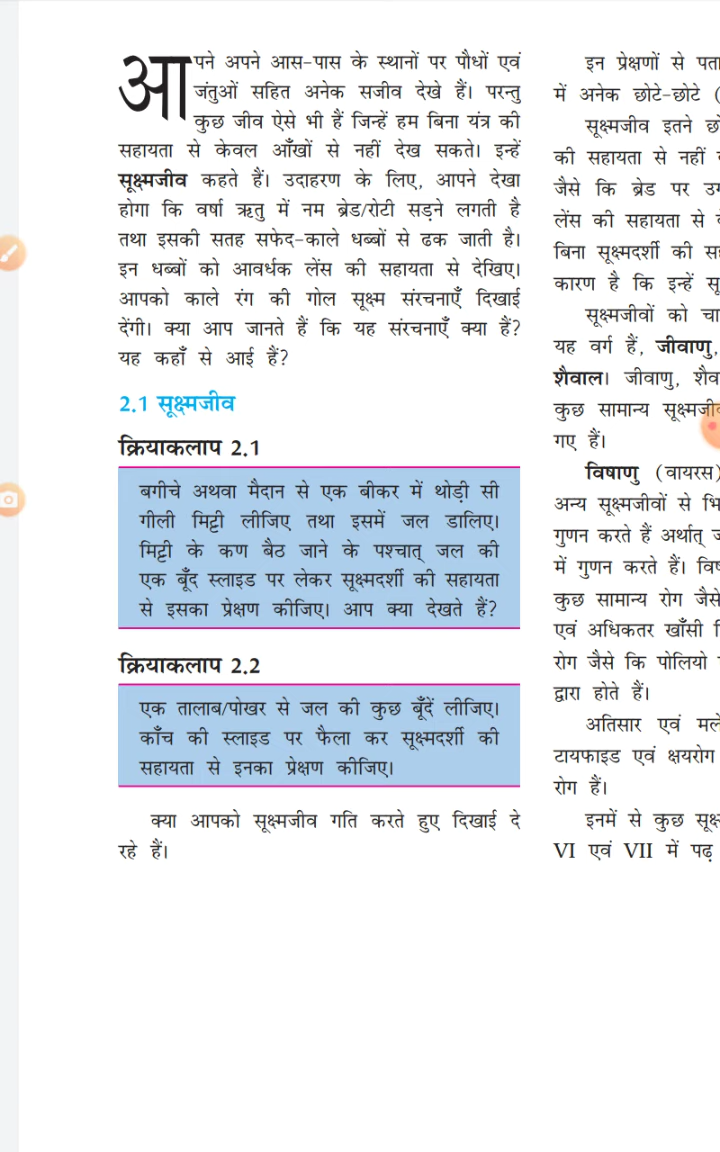 आपने अपने आस-पास के स्थानों पर पौधों एवं
जंतुओं सहित अनेक सजीव देखे हैं। परन्तु
कुछ जीव ऐसे भी हैं जिन्हें हम बिना यंत्र की
सहायता से केवल आँखों से नहीं देख सकते। इन्हें
सूक्ष्मजीव कहते हैं। उदाहरण के लिए, आपने देखा
होगा कि वर्षा ऋतु में नम ब्रेड/रोटी सड़ने लगती है
तथा इसकी सतह सफेद-काले धब्बों से ढक जाती है।
इन धब्बों को आवर्धक लेंस की सहायता से देखिए।
आपको काले रंग की गोल सूक्ष्म संरचनाएँ दिखाई
देंगी। क्या आप जानते हैं कि यह संरचनाएँ क्या हैं?
यह कहाँ से आई हैं?
2.1 सूक्ष्मजीव
क्रियाकलाप 2.1
बगीचे अथवा मैदान से एक बीकर में थोड़ी सी
गीली मिट्टी लीजिए तथा इसमें जल डालिए।
मिट्टी के कण बैठ जाने के पश्चात् जल की
एक बूँद स्लाइड पर लेकर सूक्ष्मदर्शी की सहायता
से इसका प्रेक्षण कीजिए। आप क्या देखते हैं?
क्रियाकलाप 2.2
एक तालाब/पोखर से जल की कुछ बूँदें लीजिए।
काँच की स्लाइड पर फैला कर सूक्ष्मदर्शी की
सहायता से इनका प्रेक्षण कीजिए।
क्या आपको सूक्ष्मजीव गति करते हुए दिखाई दे
रहे हैं।
इन प्रेक्षणों से
में अनेक छोटे-छोटे (
सूक्ष्मजीव इतने
की सहायता से नहीं
जैसे कि ब्रेड पर
लेंस की सहायता से
बिना सूक्ष्मदर्शी की
कारण है कि इन्हें
सूक्ष्मजीवों को
यह वर्ग हैं, जीवाणु,
शैवाल। जीवाणु,
कुछ सामान्य
गए हैं।
विषाणु (वायरस)
अन्य सूक्ष्मजीवों से
गुणन करते हैं अर्थात्
में गुणन करते हैं।
कुछ सामान्य रोग जैसे
एवं अधिकतर खाँसी
रोग जैसे कि पोलियो
द्वारा होते हैं।
अतिसार एवं
टायफाइड एवं क्षयरोग
रोग हैं।
इनमें से कुछ
VI एवं VII में पढ़